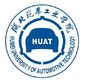 湖北汽车工业学院
HUAT
HUBEI UNIVERSITY OF AUTOMOTIVE TECHNOLOGY